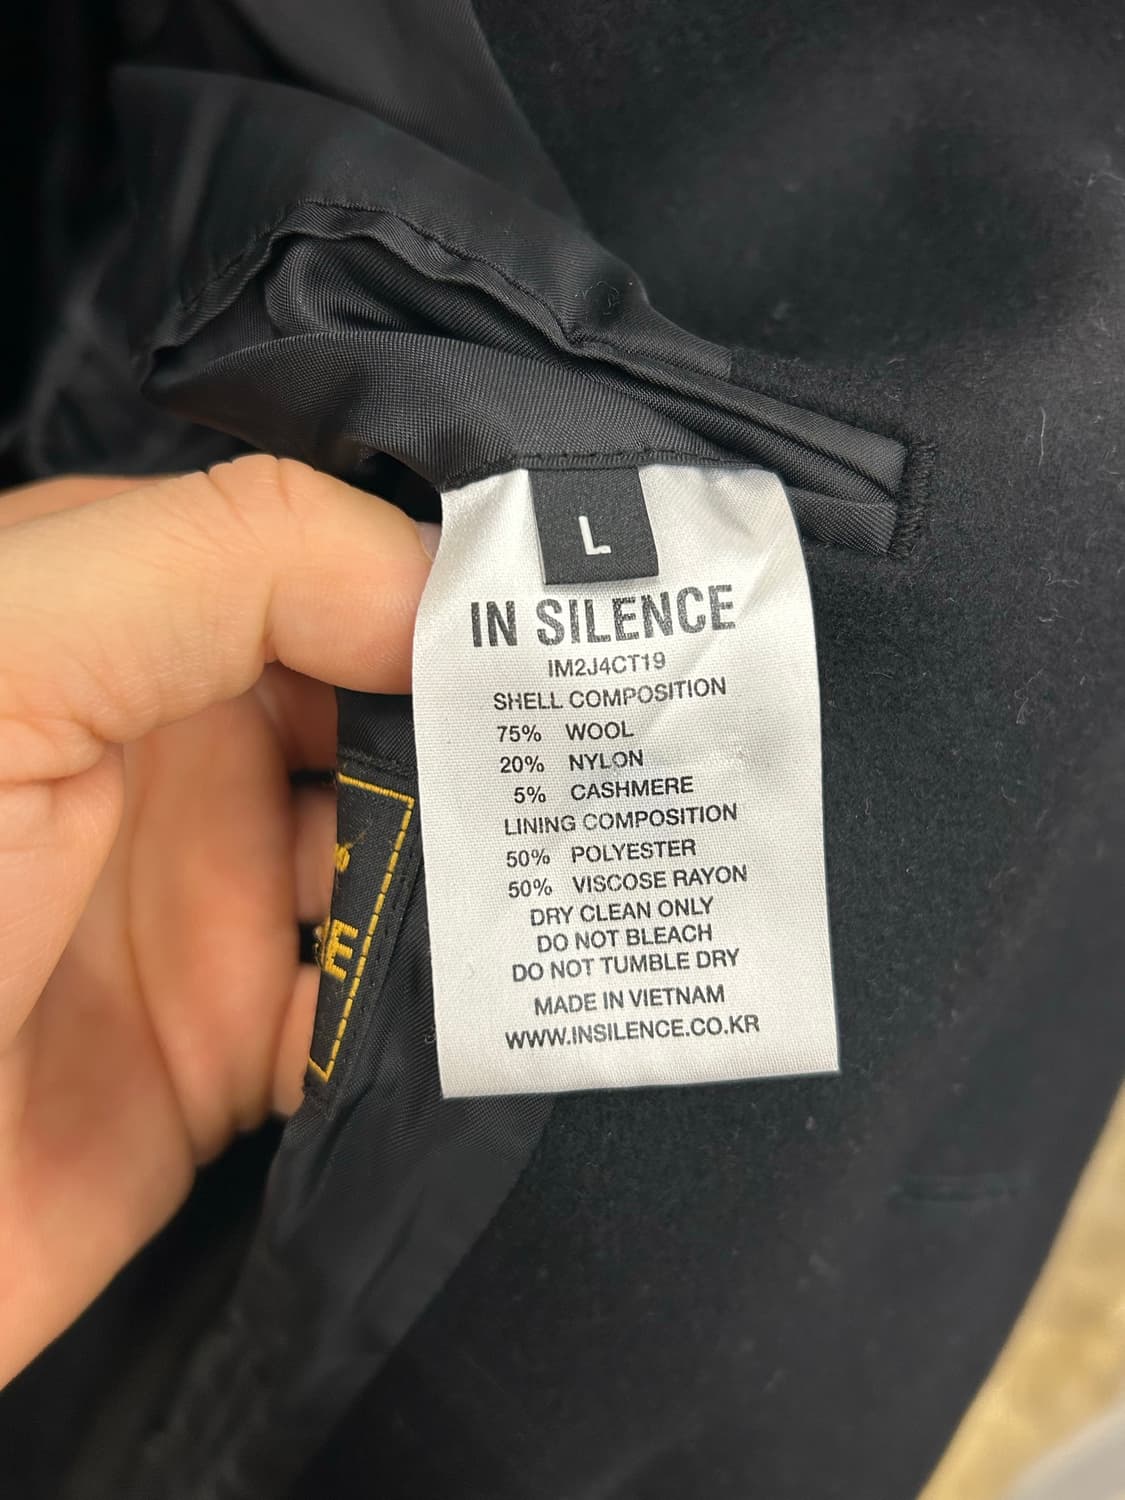 L
IN SILENCE
IM2J4CT19
SHELL COMPOSITION
75% WOOL
20% NYLON
5% CASHMERE
LINING COMPOSITION
50% POLYESTER
50% VISCOSE RAYON
DRY CLEAN ONLY
DO NOT BLEACH
DO NOT TUMBLE DRY
MADE IN VIETNAM
WWW.INSILENCE.CO.KR